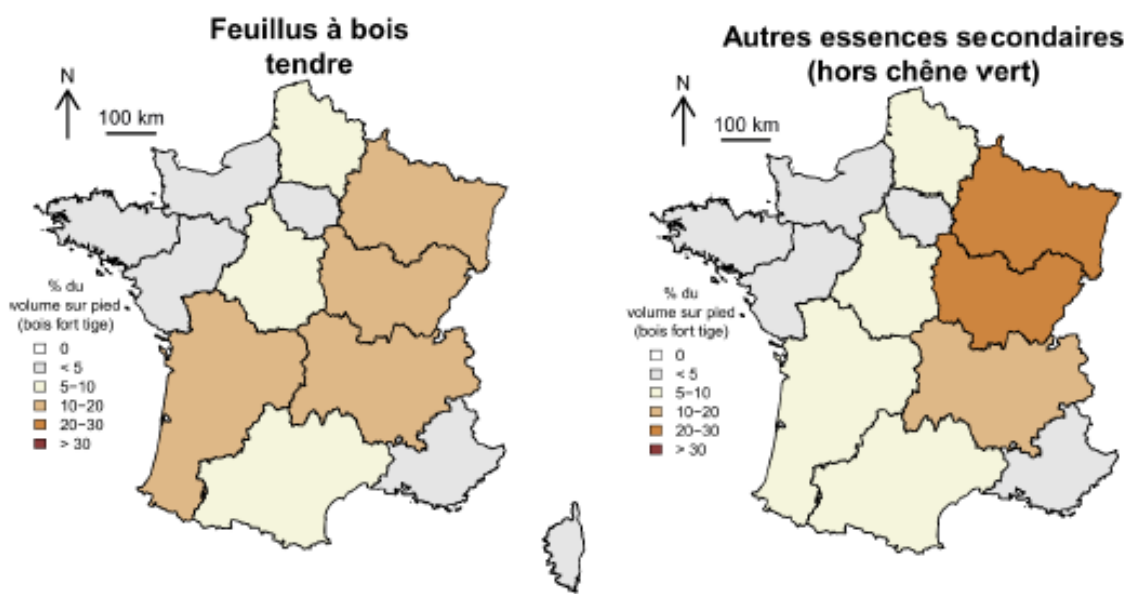 Feuillus à bois
tendre
N
100 km
% du
volume sur pied
(bois fort tige)
0
< 5
5-10
10-20
20-30
> 30
Autres essences secondaires
(hors chêne vert)
N
100 km
% du
volume sur pied
(bois fort tige)
0
< 5
5-10
10-20
20-30
> 30